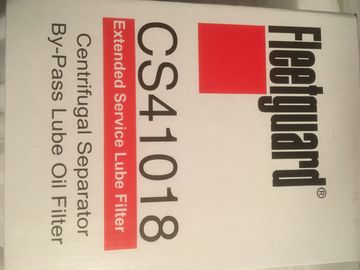 Fleetguard®
CS41018
Extended Service Lube Filter
Centrifugal Separator
By-Pass Lube Oil Filter